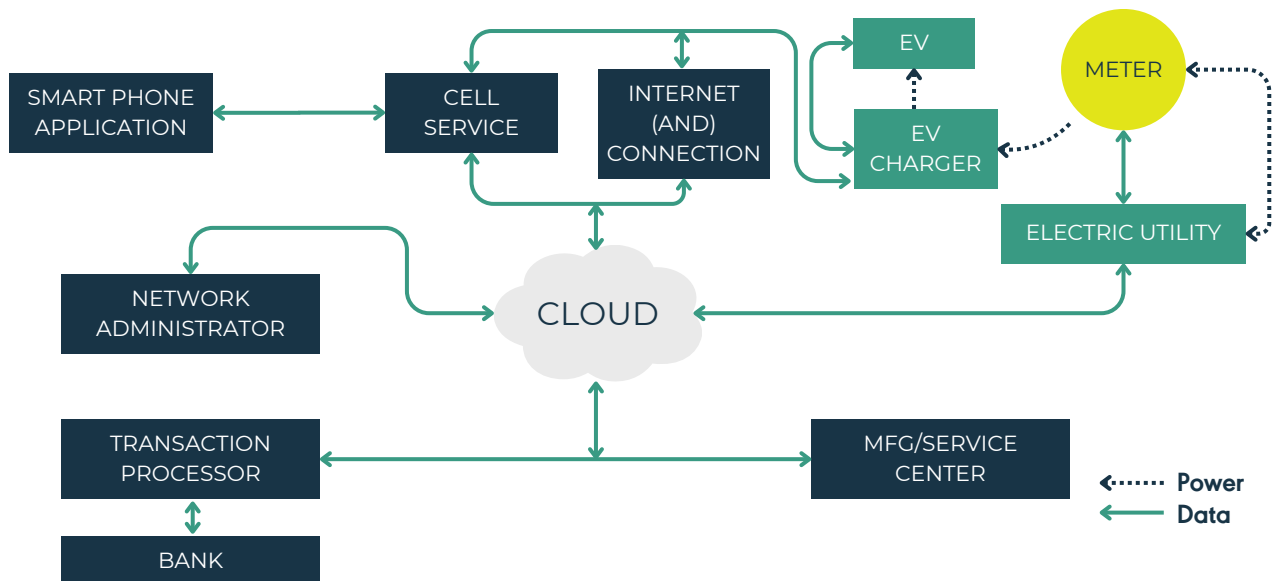 EV
METER
SMART PHONE
APPLICATION
CELL
SERVICE
INTERNET
(AND)
CONNECTION
EV
CHARGER
ELECTRIC UTILITY
NETWORK
ADMINISTRATOR
CLOUD
TRANSACTION
PROCESSOR
MFG/SERVICE
CENTER
Power
Data
BANK